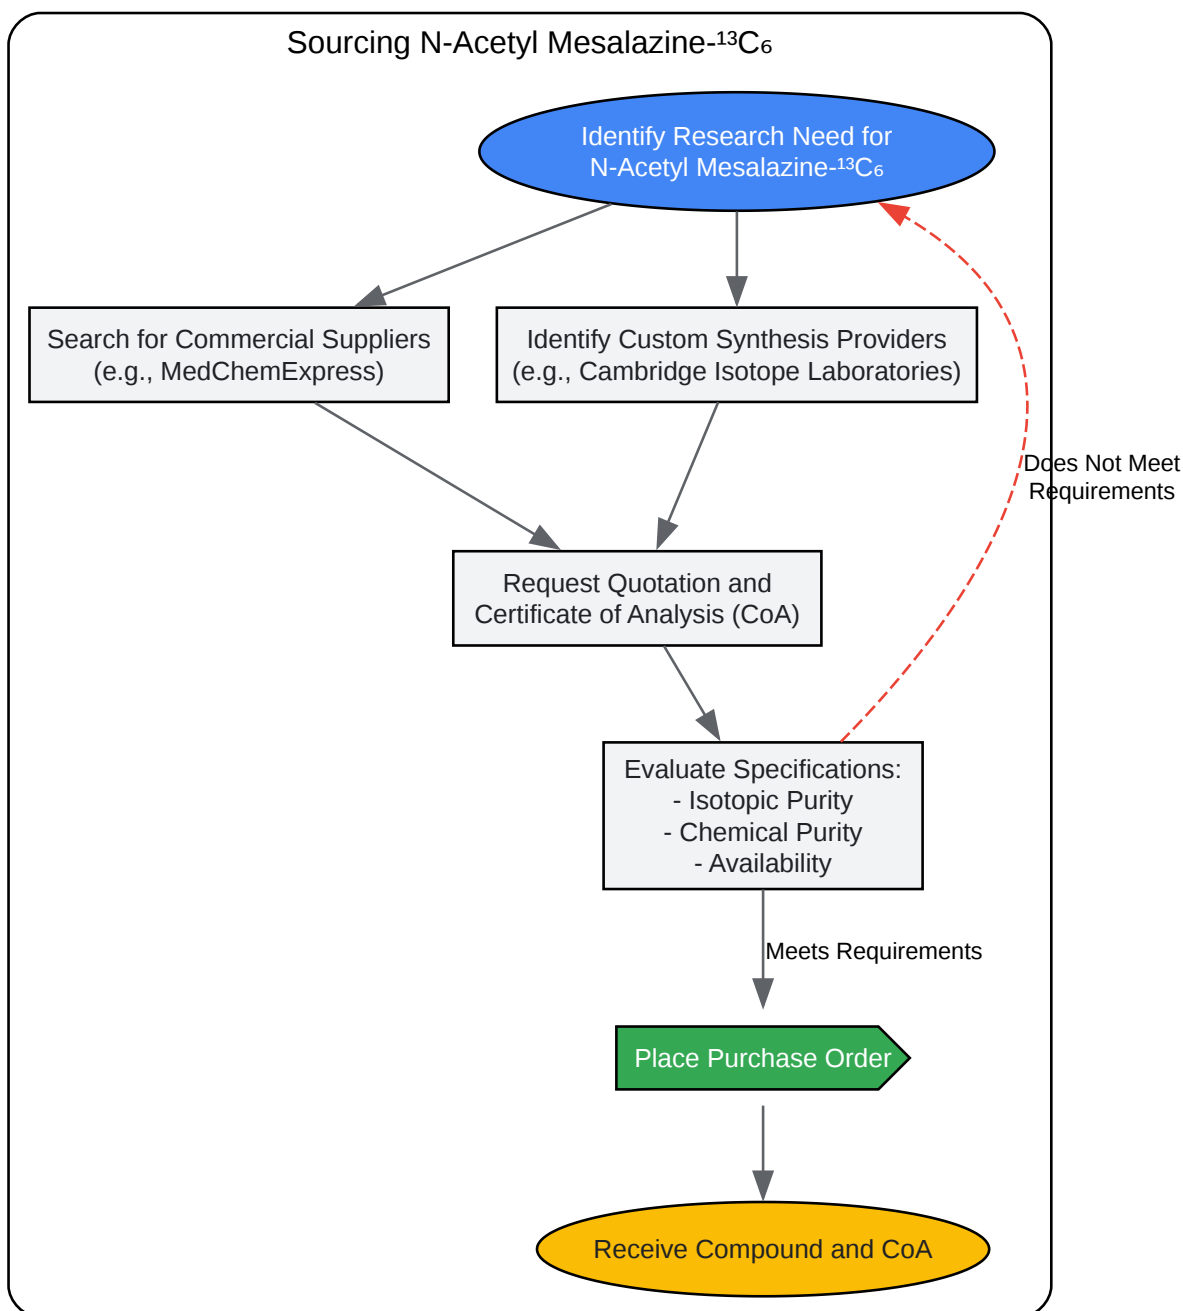 Sourcing N-Acetyl Mesalazine-¹³C₆
Identify Research Need for
N-Acetyl Mesalazine-¹³C₆
Search for Commercial Suppliers
(e.g., MedChemExpress)
Identify Custom Synthesis Providers
(e.g., Cambridge Isotope Laboratories)
Does Not Meet
Requirements
Request Quotation and
Certificate of Analysis (CoA)
Evaluate Specifications:
- Isotopic Purity
- Chemical Purity
- Availability
Meets Requirements
Place Purchase Order
Receive Compound and CoA